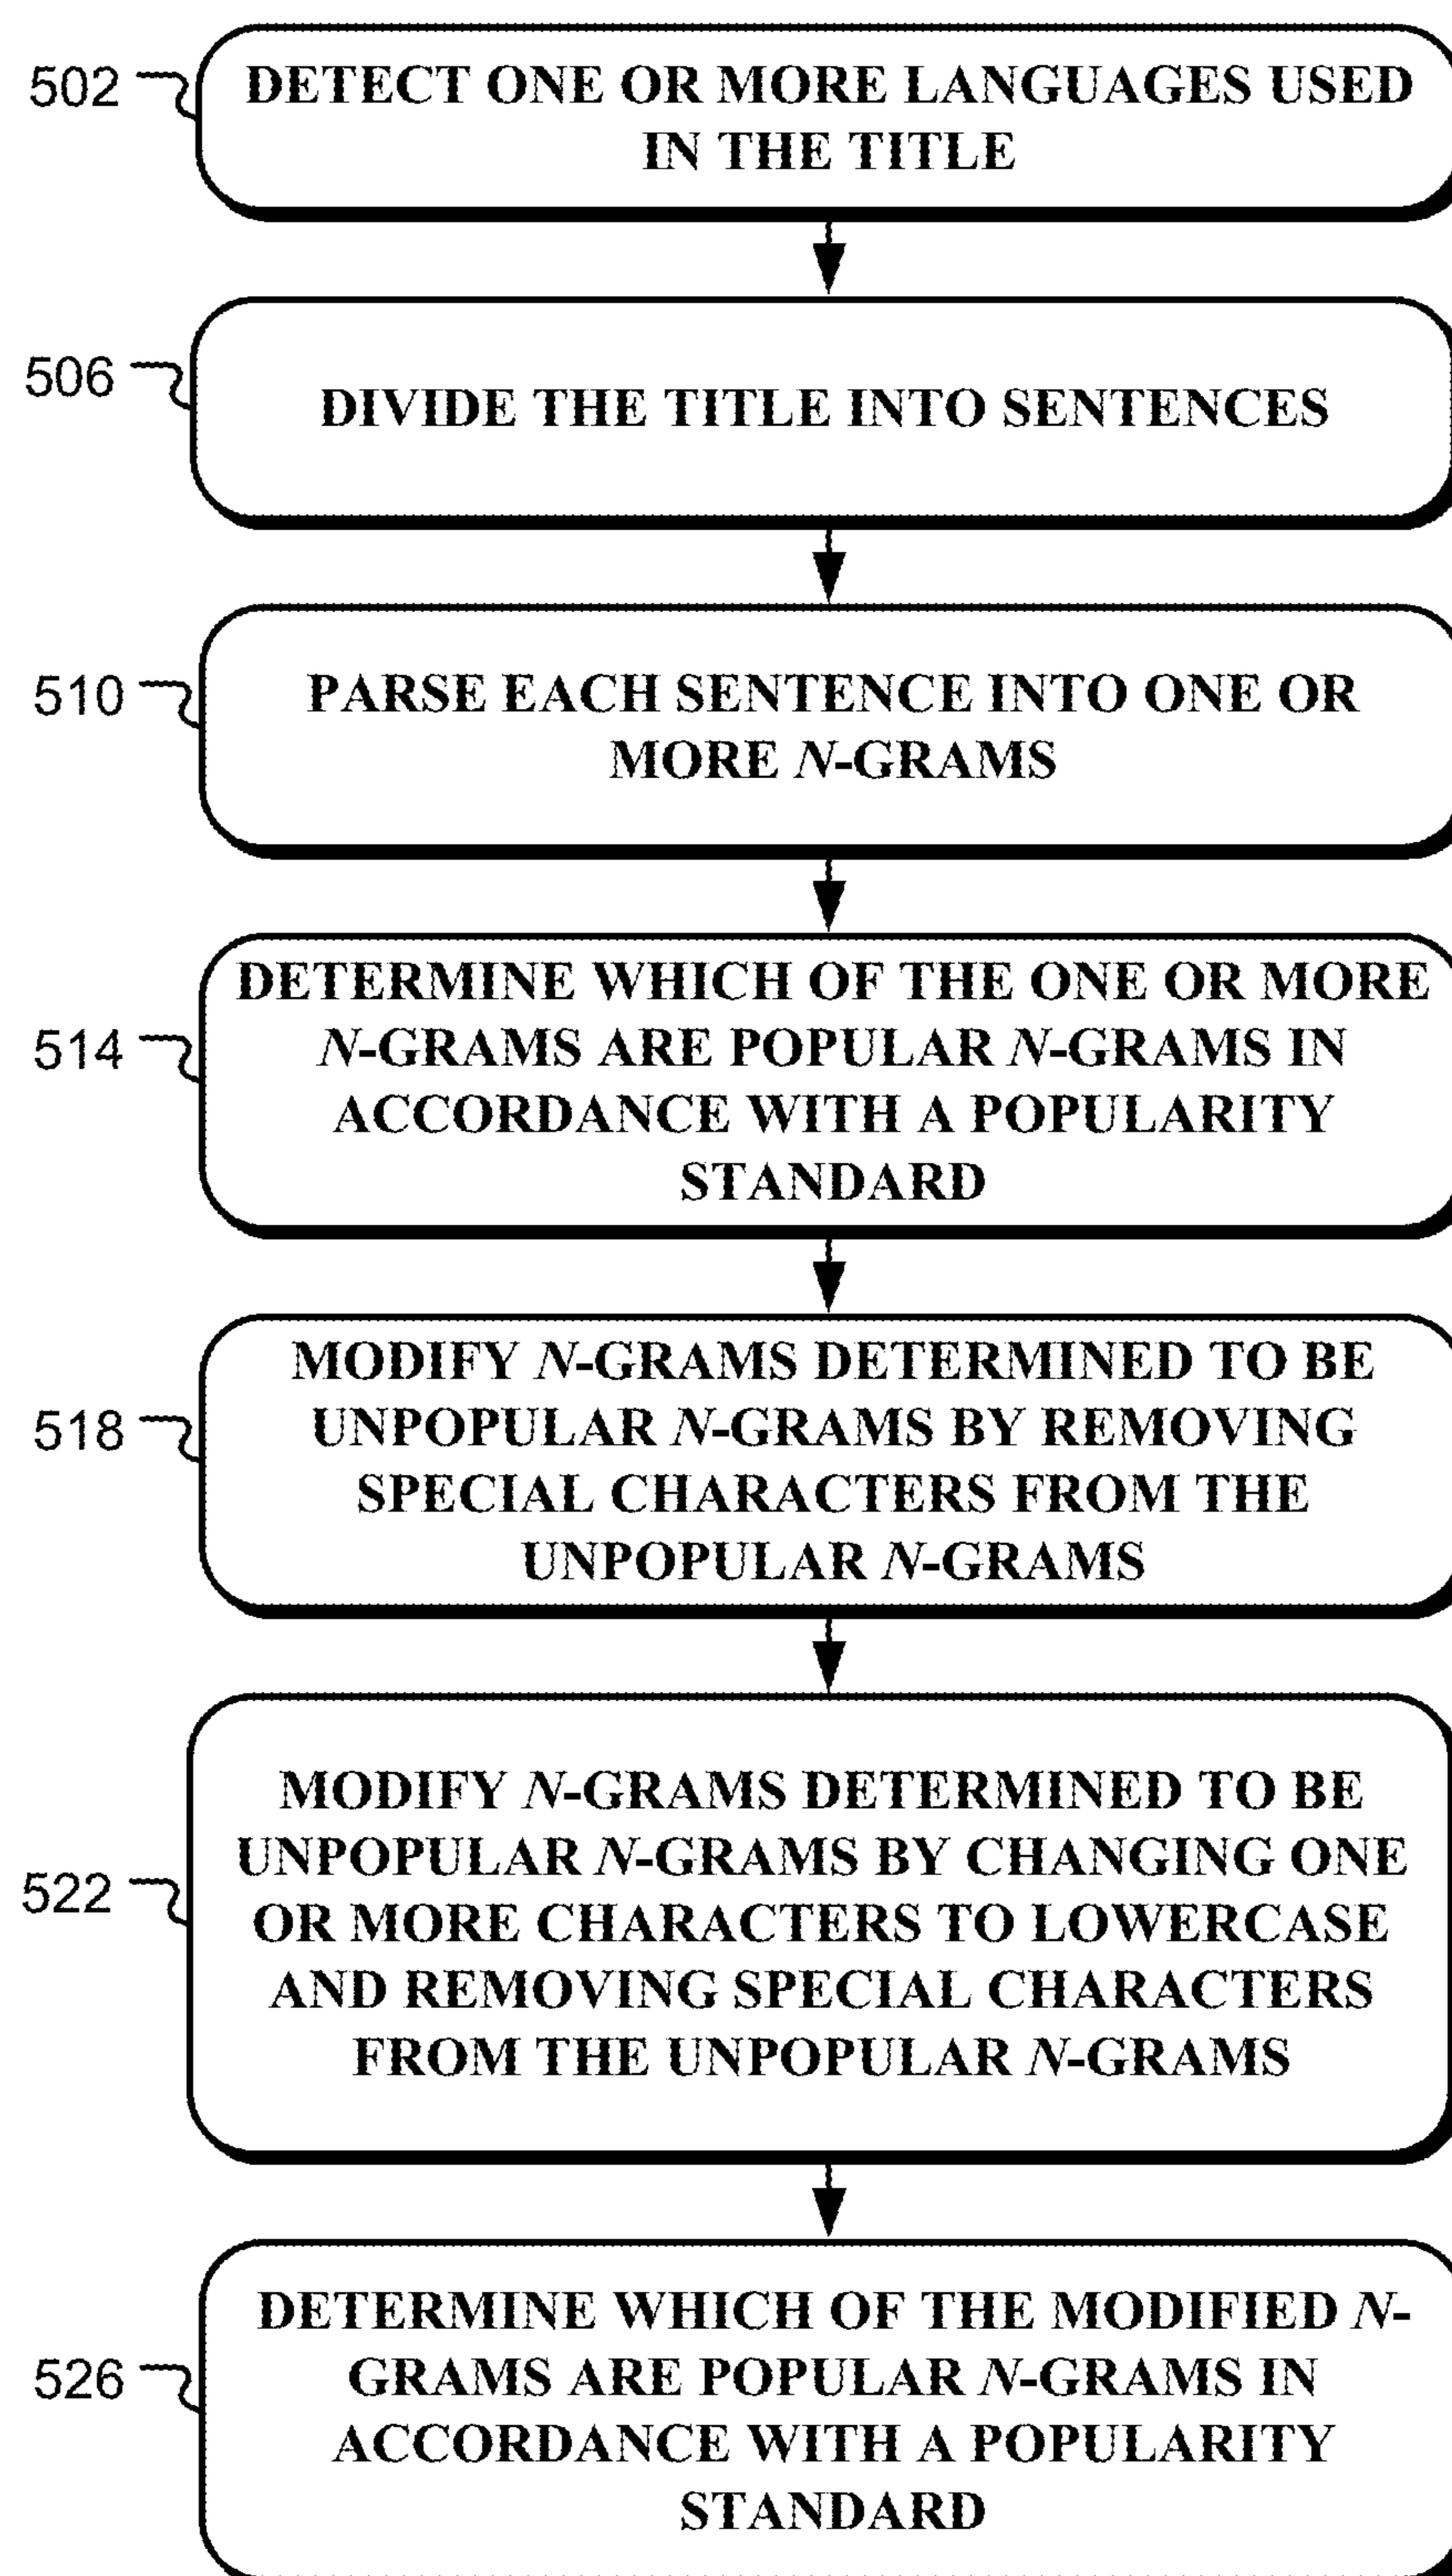 502
DETECT ONE OR MORE LANGUAGES USED
IN THE TITLE
506
DIVIDE THE TITLE INTO SENTENCES
510
PARSE EACH SENTENCE INTO ONE OR
MORE N-GRAMS
514
DETERMINE WHICH OF THE ONE OR MORE
N-GRAMS ARE POPULAR N-GRAMS IN
ACCORDANCE WITH A POPULARITY
STANDARD
518
MODIFY N-GRAMS DETERMINED TO BE
UNPOPULAR N-GRAMS BY REMOVING
SPECIAL CHARACTERS FROM THE
UNPOPULAR N-GRAMS
522
MODIFY N-GRAMS DETERMINED TO BE
UNPOPULAR N-GRAMS BY CHANGING ONE
OR MORE CHARACTERS TO LOWERCASE
AND REMOVING SPECIAL CHARACTERS
FROM THE UNPOPULAR N-GRAMS
526
DETERMINE WHICH OF THE MODIFIED N-
GRAMS ARE POPULAR N-GRAMS IN
ACCORDANCE WITH A POPULARITY
STANDARD